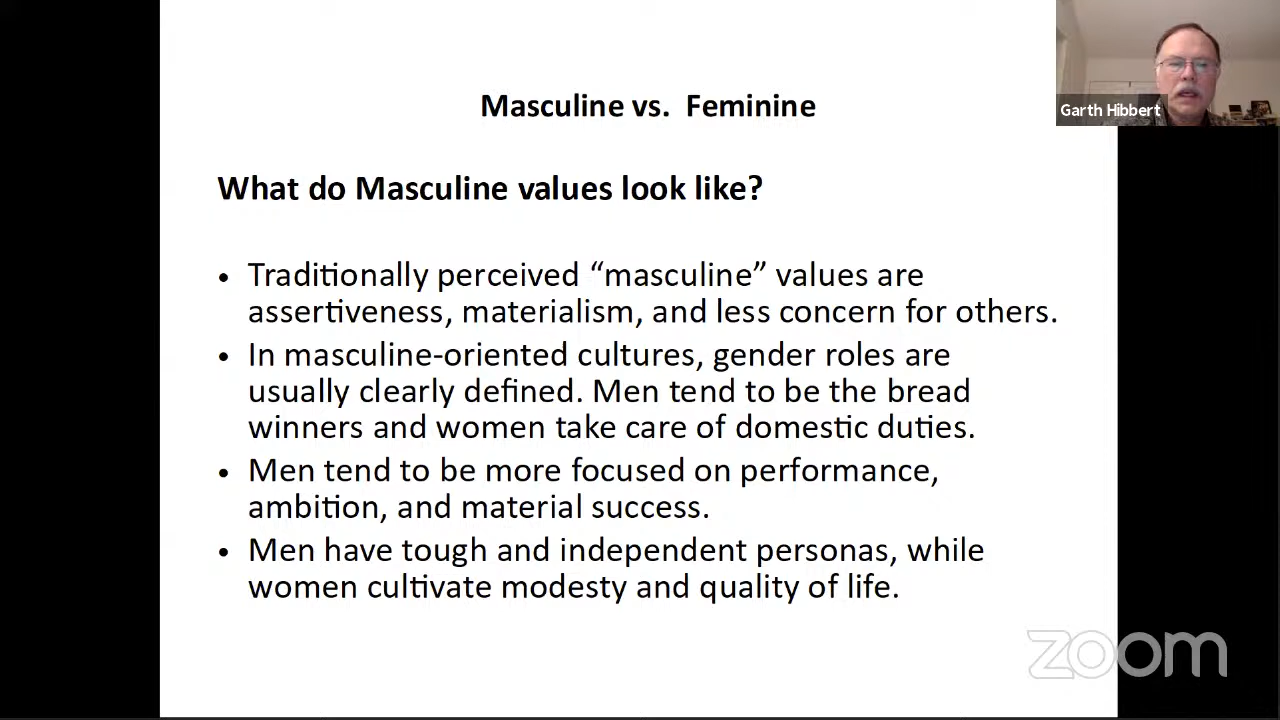 Masculine vs.  Feminine
Garth Hibbert
What do Masculine values look like?
• Traditionally perceived “masculine” values are
assertiveness, materialism, and less concern for others.
• In masculine-oriented cultures, gender roles are
usually clearly defined. Men tend to be the bread
winners and women take care of domestic duties.
• Men tend to be more focused on performance,
ambition, and material success.
• Men have tough and independent personas, while
women cultivate modesty and quality of life.
zoom